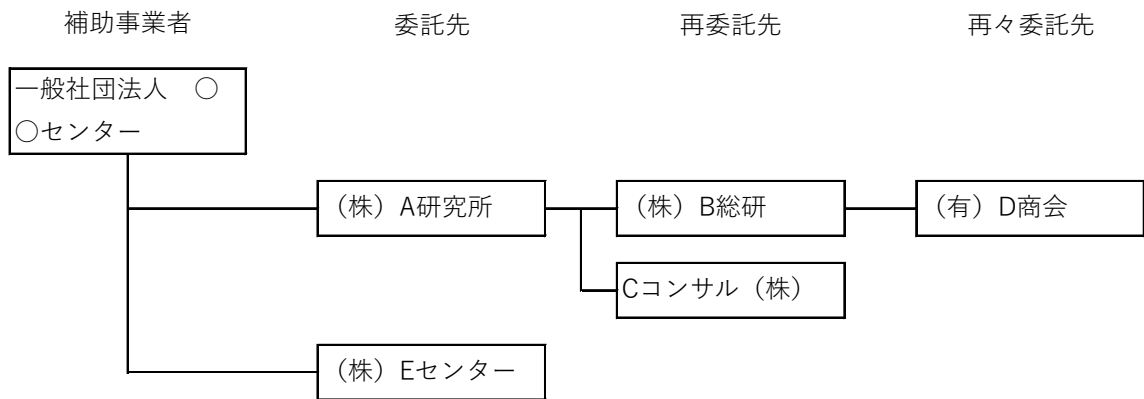 補助事業者　委託先　再委託先　再々委託先
一般社団法人　○
○センター
（株）A研究所　（株）B総研　（有）D商会
Cコンサル（株）
（株）Eセンター